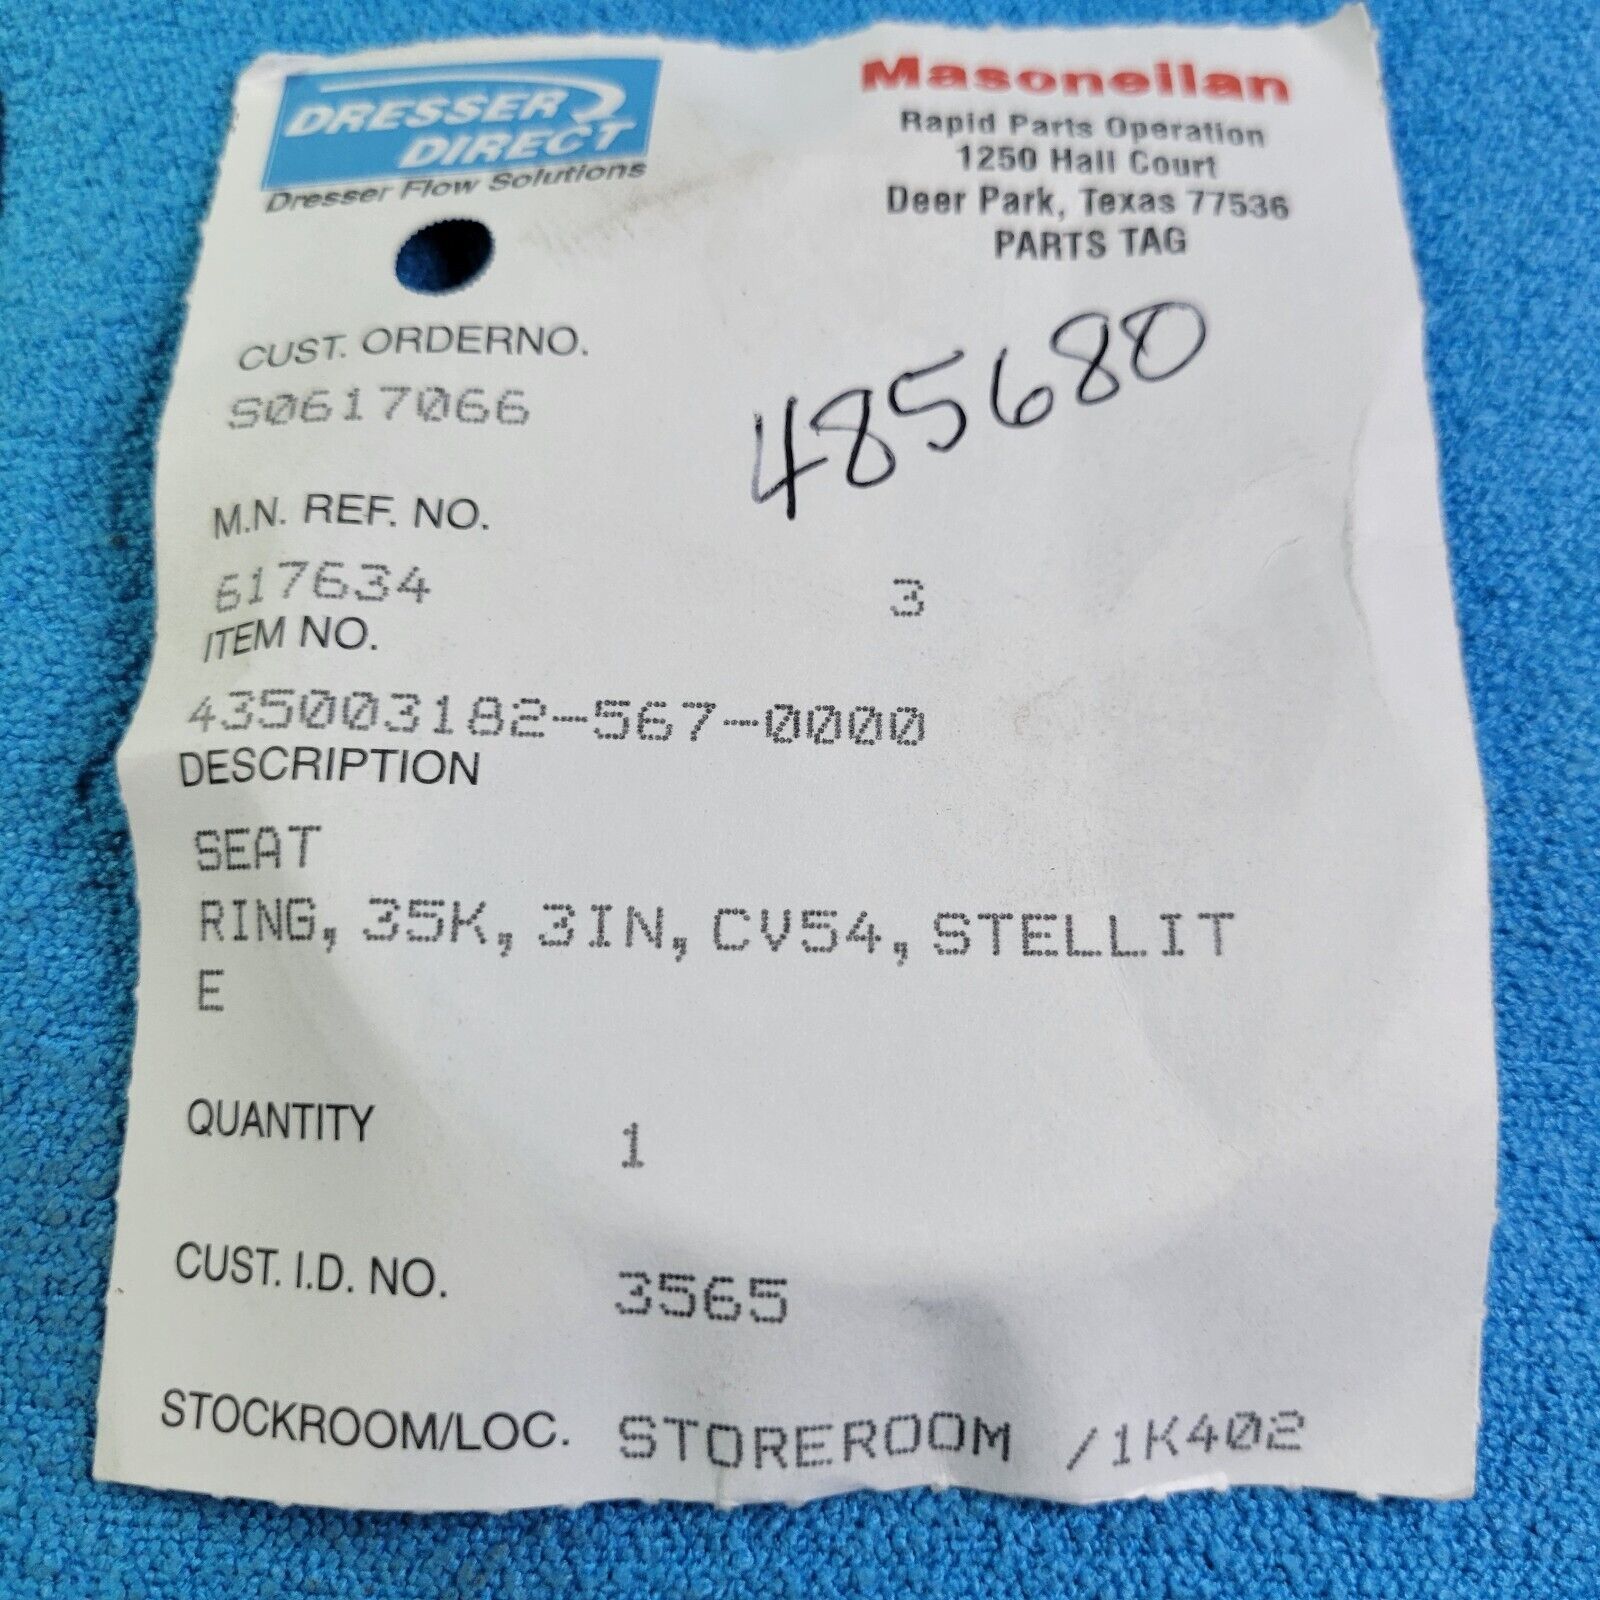 DRESSER
DIRECT
Dresser Flow Solutions
Masoneilan
Rapid Parts Operation
1250 Hall Court
Deer Park, Texas 77536
PARTS TAG
CUST. ORDERNO.
S0617066
485680
M.N. REF. NO.
617634 3
ITEM NO.
435003182-567-0000
DESCRIPTION
SEAT
RING, 35K, 3IN, CV54, STELLIT
E
QUANTITY 1
CUST. I.D. NO. 3565
STOCKROOM/LOC. STOREROOM /1K402